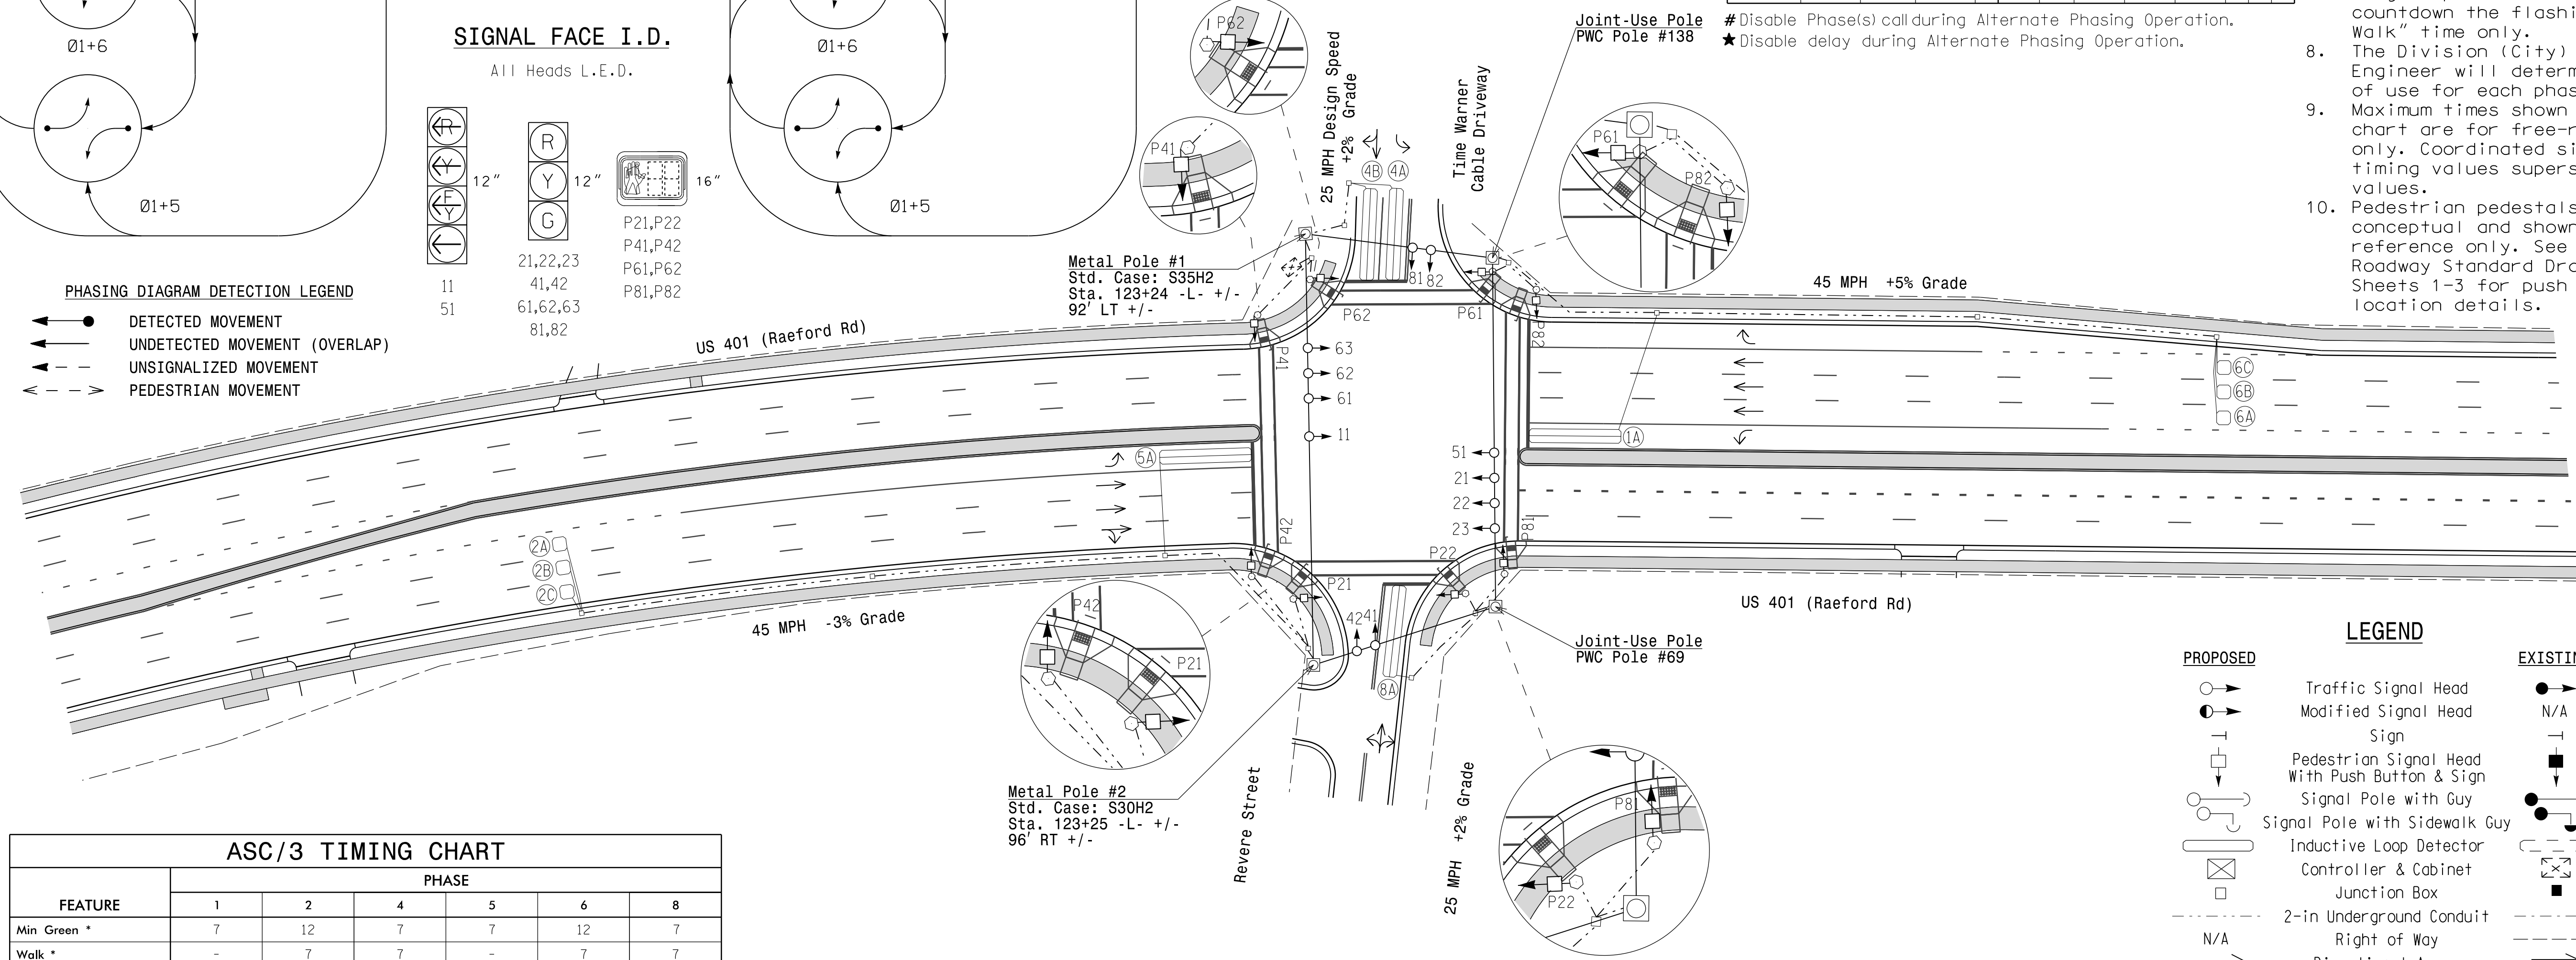 Ø1+6
Ø1+5
SIGNAL FACE I.D.
All Heads L.E.D.
R
Y
F
Y
12"
11
51
R
Y
G
12"
21,22,23
41,42
61,62,63
81,82
16"
P21,P22
P41,P42
P61,P62
P81,P82
Ø1+6
Ø1+5
PHASING DIAGRAM DETECTION LEGEND
DETECTED MOVEMENT
UNDETECTED MOVEMENT (OVERLAP)
UNSIGNALIZED MOVEMENT
PEDESTRIAN MOVEMENT
P62
P41
Metal Pole #1
Std. Case: S35H2
Sta. 123+24 -L- +/-
92' LT +/-
25 MPH Design Speed
+2% Grade
Time Warner
Cable Driveway
Joint-Use Pole
PWC Pole #138
# Disable Phase(s) call during Alternate Phasing Operation.
★ Disable delay during Alternate Phasing Operation.
countdown the flashi
Walk" time only.
8. The Division (City)
Engineer will determ
of use for each phas
9. Maximum times shown
chart are for free-r
only. Coordinated si
timing values supers
values.
10. Pedestrian pedestals
conceptual and shown
reference only. See
Roadway Standard Dra
Sheets 1-3 for push
location details.
P61
P82
4B
4A
81
82
P62
P61
P82
P41
45 MPH +5% Grade
US 401 (Raeford Rd)
63
62
61
11
51
21
22
23
1A
6C
6B
6A
5A
2A
2B
2C
P42
P81
P22
P21
42
41
8A
45 MPH -3% Grade
US 401 (Raeford Rd)
P42
P21
Joint-Use Pole
PWC Pole #69
Metal Pole #2
Std. Case: S30H2
Sta. 123+25 -L- +/-
96' RT +/-
Revere Street
25 MPH +2% Grade
P81
P22
LEGEND
PROPOSED
EXISTIN
Traffic Signal Head
Modified Signal Head
N/A
Sign
Pedestrian Signal Head
With Push Button & Sign
Signal Pole with Guy
Signal Pole with Sidewalk Guy
Inductive Loop Detector
Controller & Cabinet
Junction Box
2-in Underground Conduit
N/A
Right of Way
ASC/3 TIMING CHART
FEATURE
PHASE
1 2 4 5 6 8
Min Green * 7 12 7 7 12 7
Walk * - 7 7 - 7 7